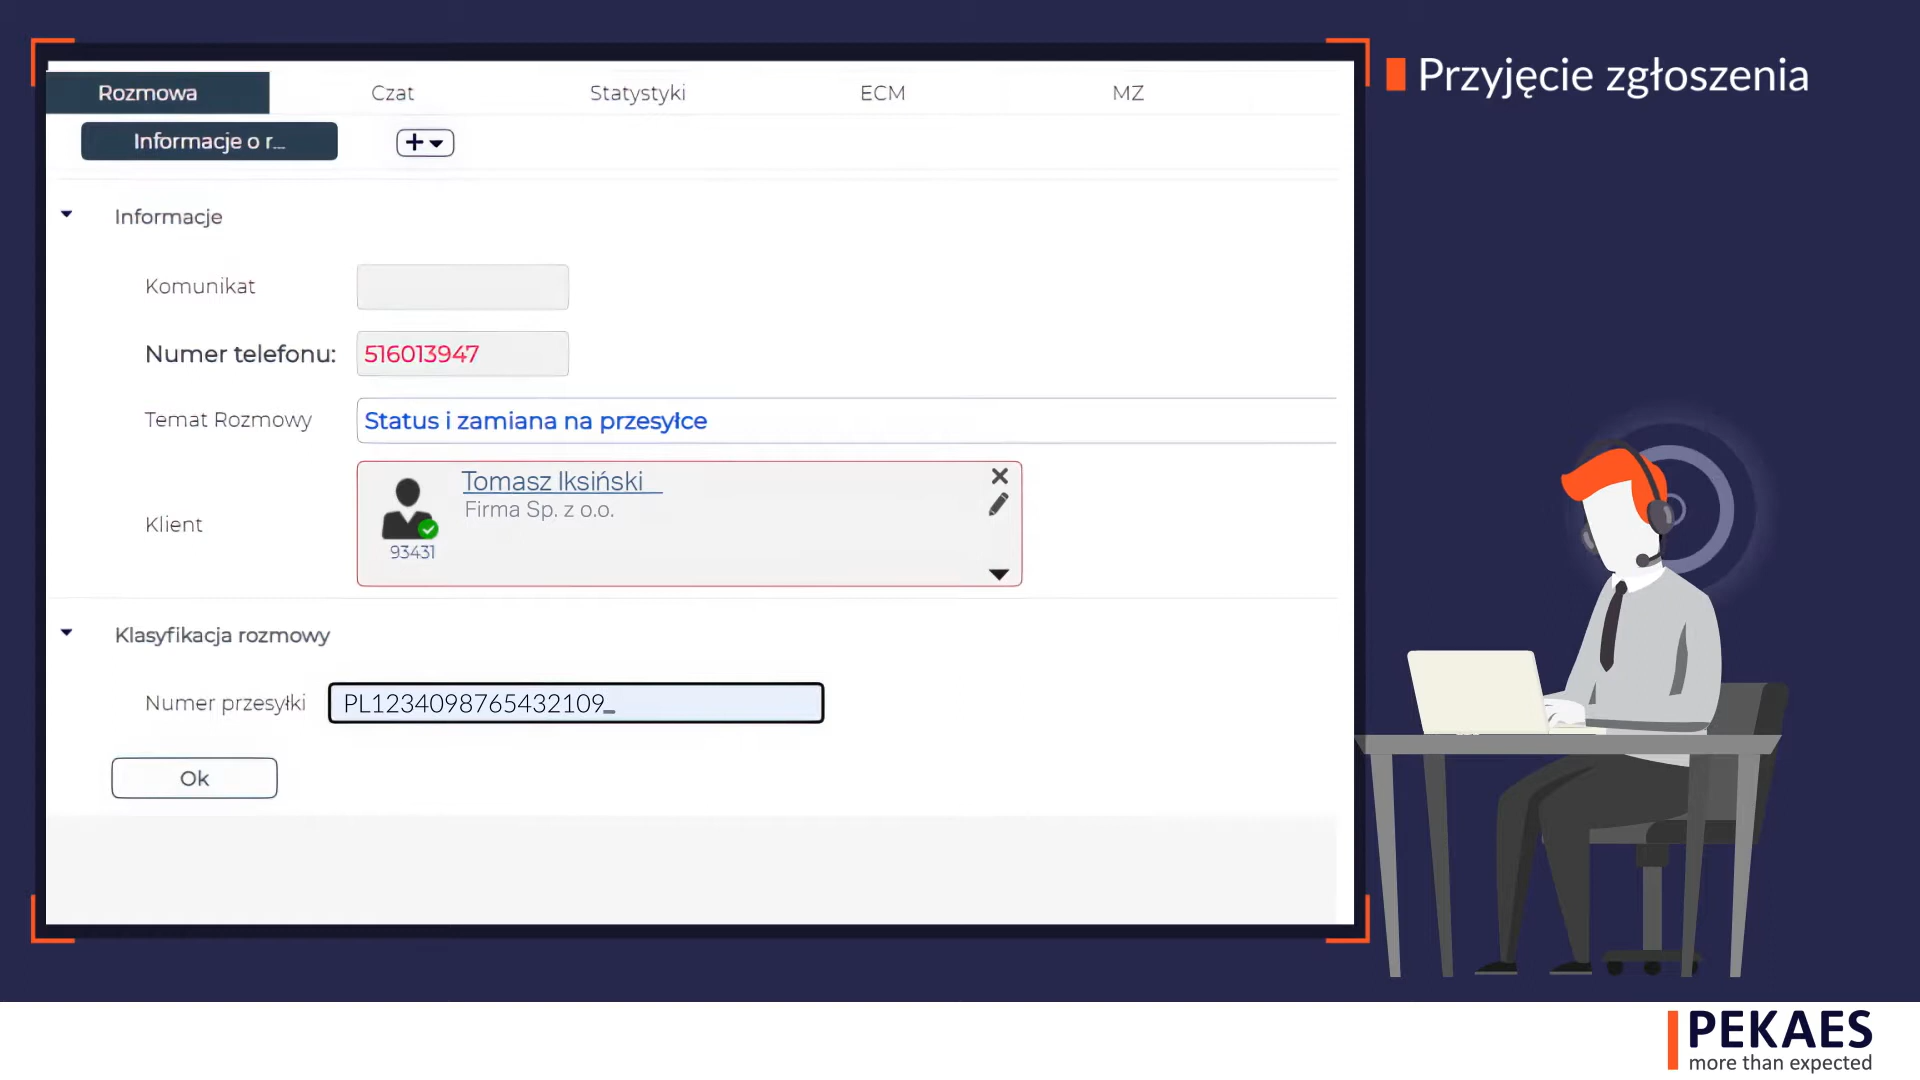 Przyjęcie zgłoszenia
Rozmowa Czat Statystyki ECM MZ
Informacje o r...
Informacje
Komunikat
Numer telefonu: 516013947
Temat Rozmowy Status i zamiana na przesyłce
Tomasz Iksiński
Firma Sp. z o.o.
Klient
93431
Klasyfikacja rozmowy
Numer przesyłki PL1234098765432109_
Ok
PEKAES
more than expected